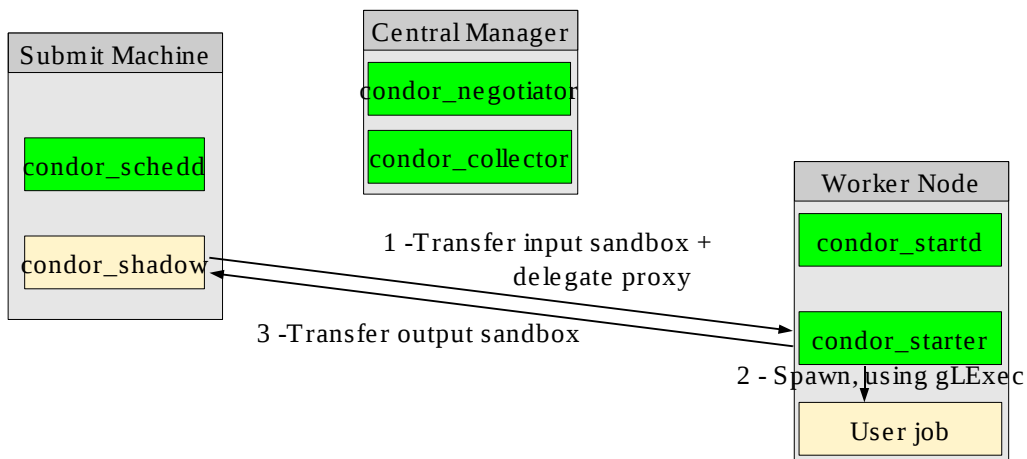 Submit Machine
condor_schedd
condor_shadow
Central Manager
condor_negotiator
condor_collector
1 -Transfer input sandbox +
delegate proxy
3 -Transfer output sandbox
Worker Node
condor_startd
condor_starter
2 - Spawn, using gLExec
User job